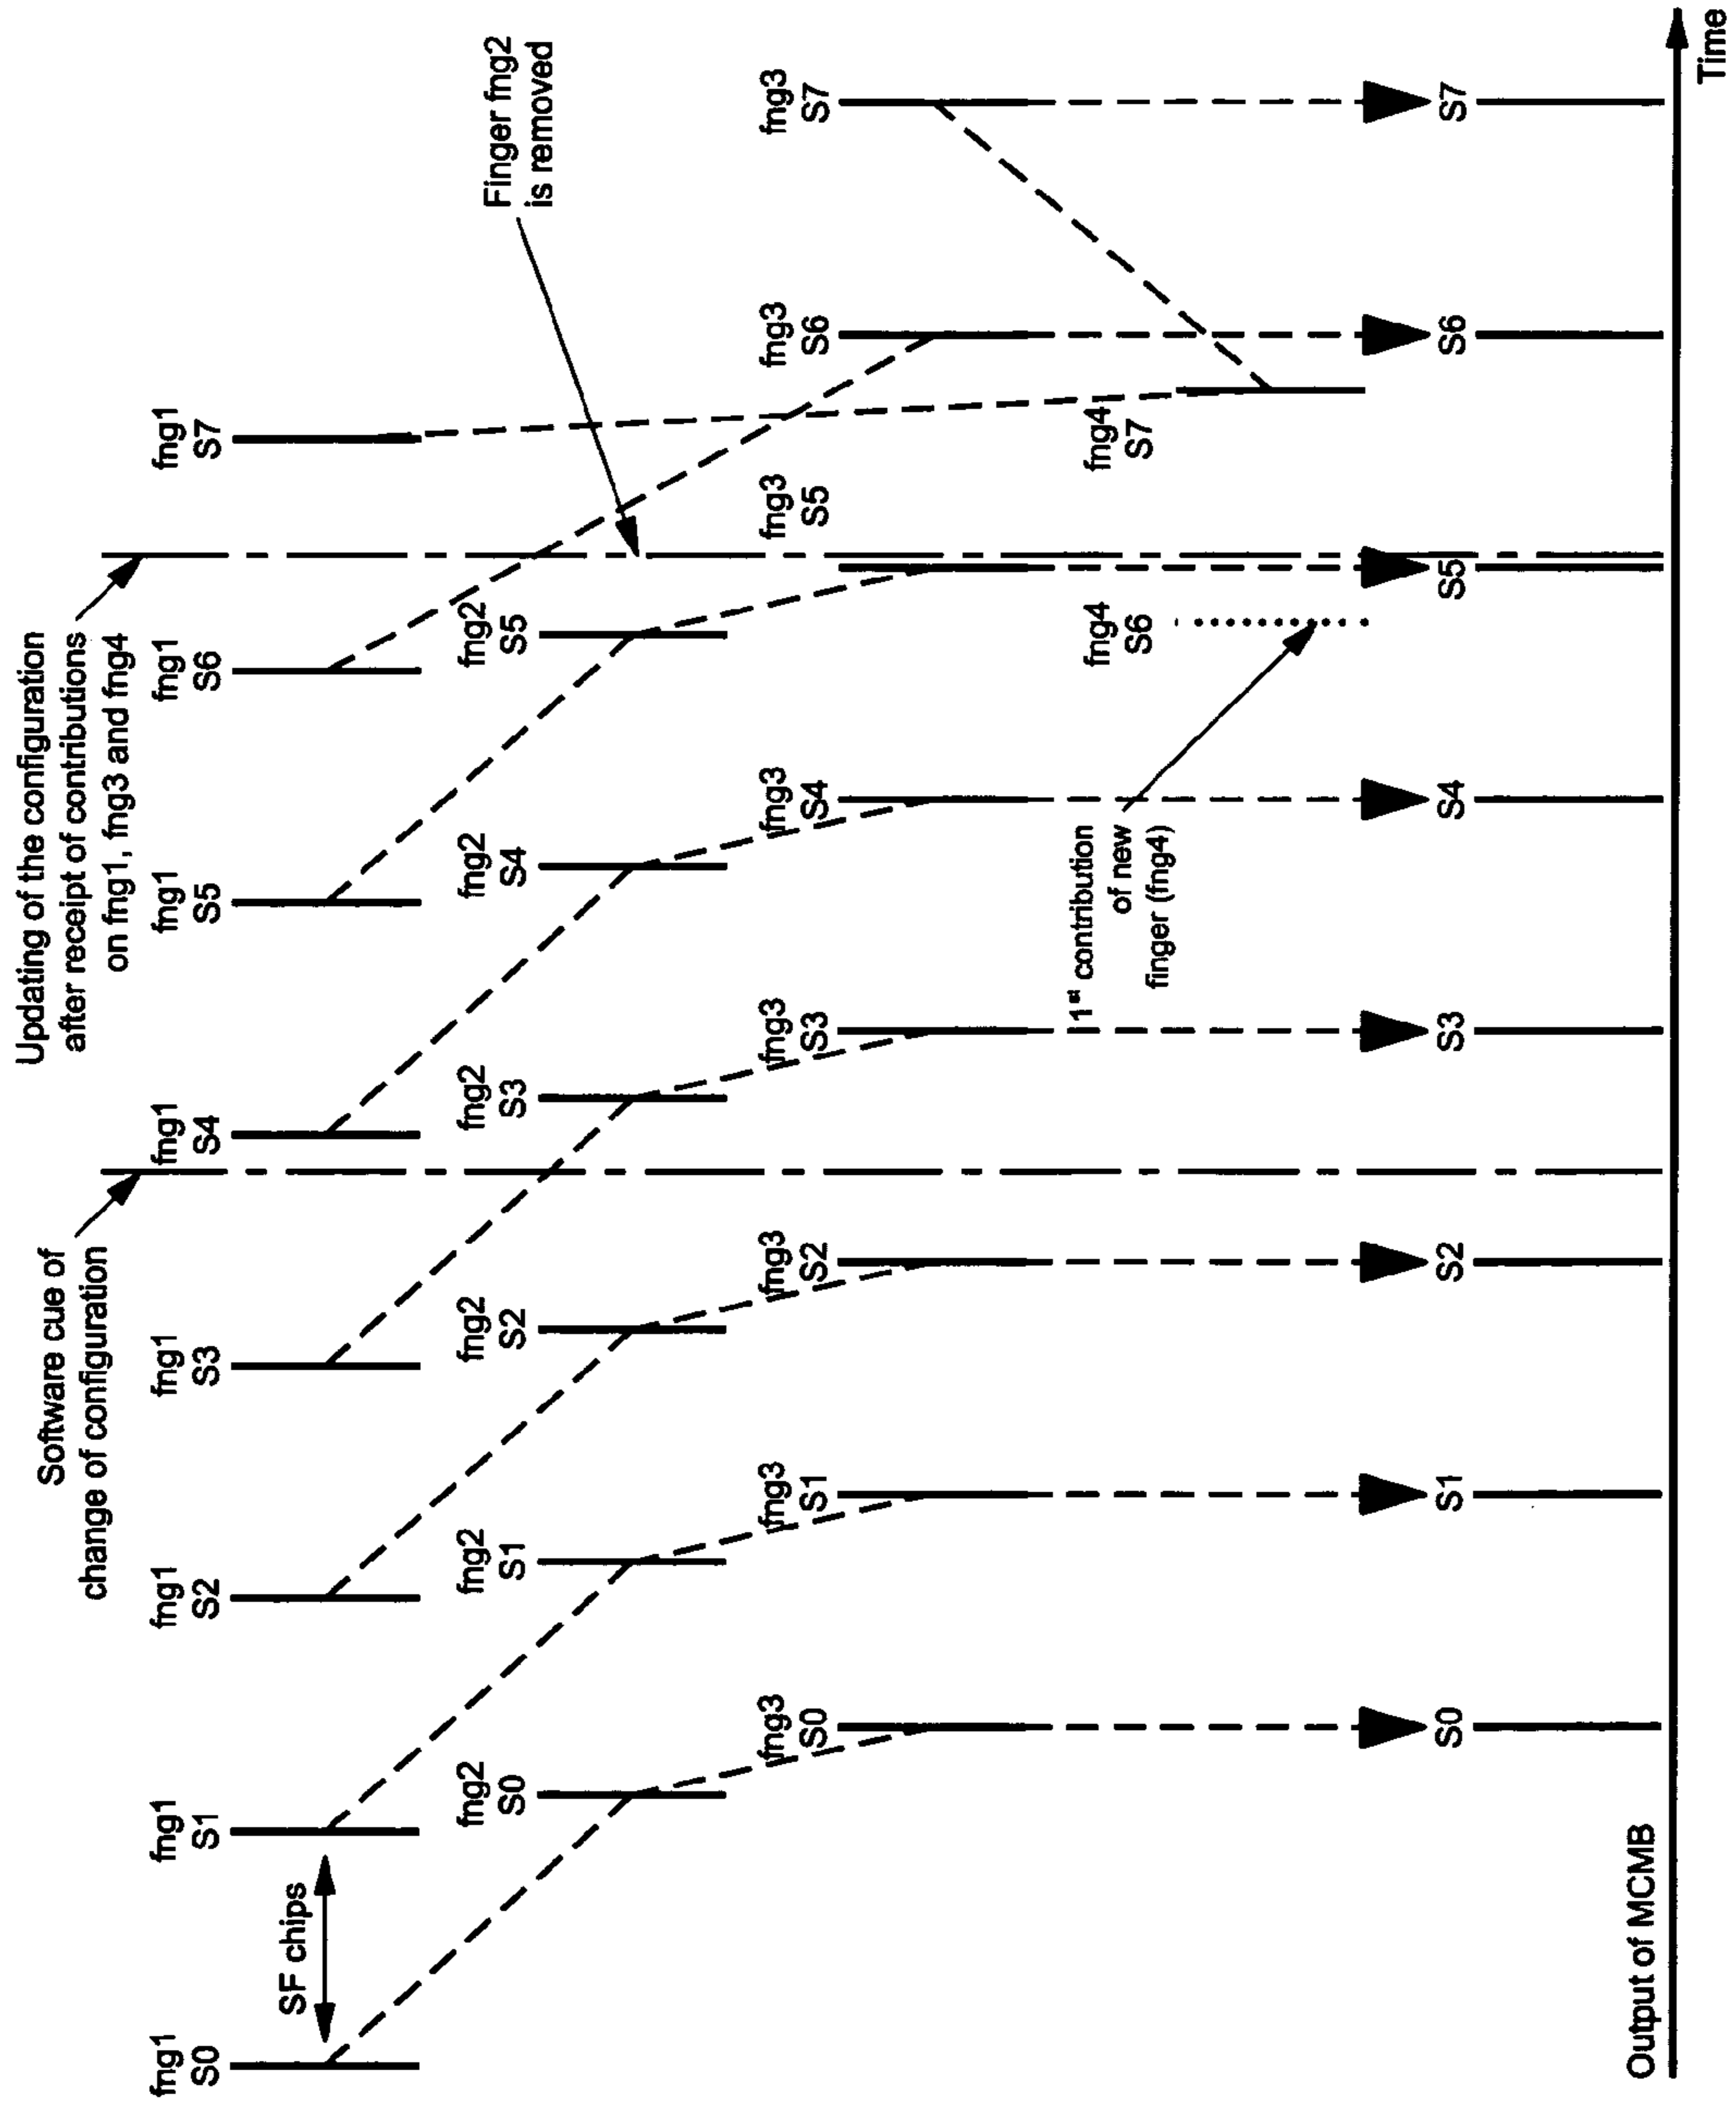 Software cue of
change of configuration
Updating of the configuration
after receipt of contributions
on fng1, fng3 and fng4
fng1
S0
fng1
S1
fng1
S2
fng1
S3
fng1
S4
fng1
S5
fng1
S6
fng1
S7
SF chips
fng2
S0
fng2
S1
fng2
S2
fng2
S3
fng2
S4
fng2
S5
Finger fng2
is removed
fng3
S0
fng3
S1
fng3
S2
fng3
S3
fng3
S4
fng3
S5
fng3
S6
fng3
S7
1st contribution
of new
finger (fng4)
fng4
S6
fng4
S7
S0
S1
S2
S3
S4
S5
S6
S7
Output of MCMB
Time